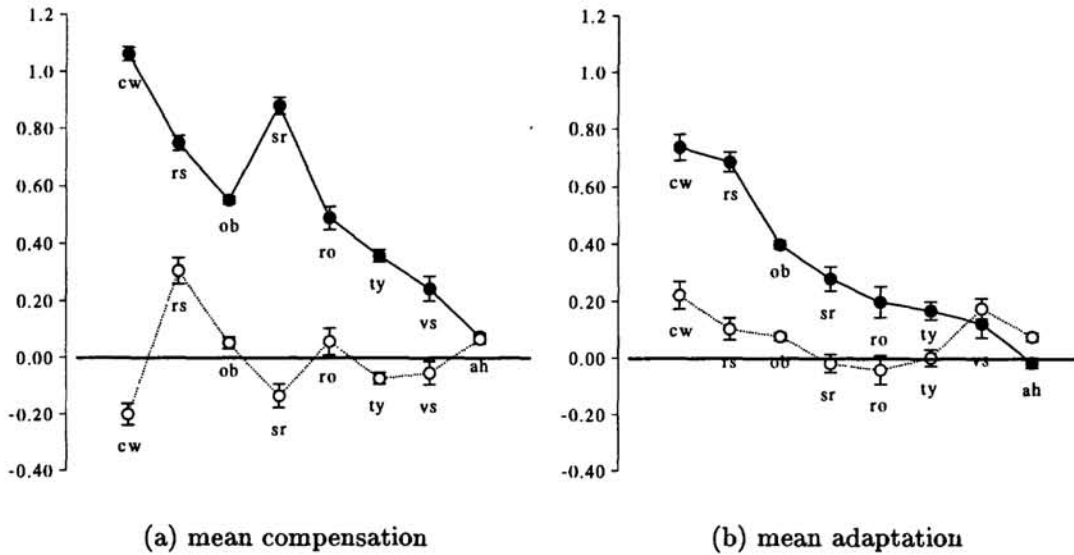 1.2
1.0
0.80
0.60
0.40
0.20
0.00
-0.20
-0.40
cw
rs
ob
sr
ro
ty
vs
ah
rs
ob
ro
cw
sr
ty
vs
(a) mean compensation
1.2
1.0
0.80
0.60
0.40
0.20
0.00
-0.20
-0.40
cw
rs
ob
sr
ro
ty
vs
ah
cw
rs
ob
sr
ro
ty
(b) mean adaptation